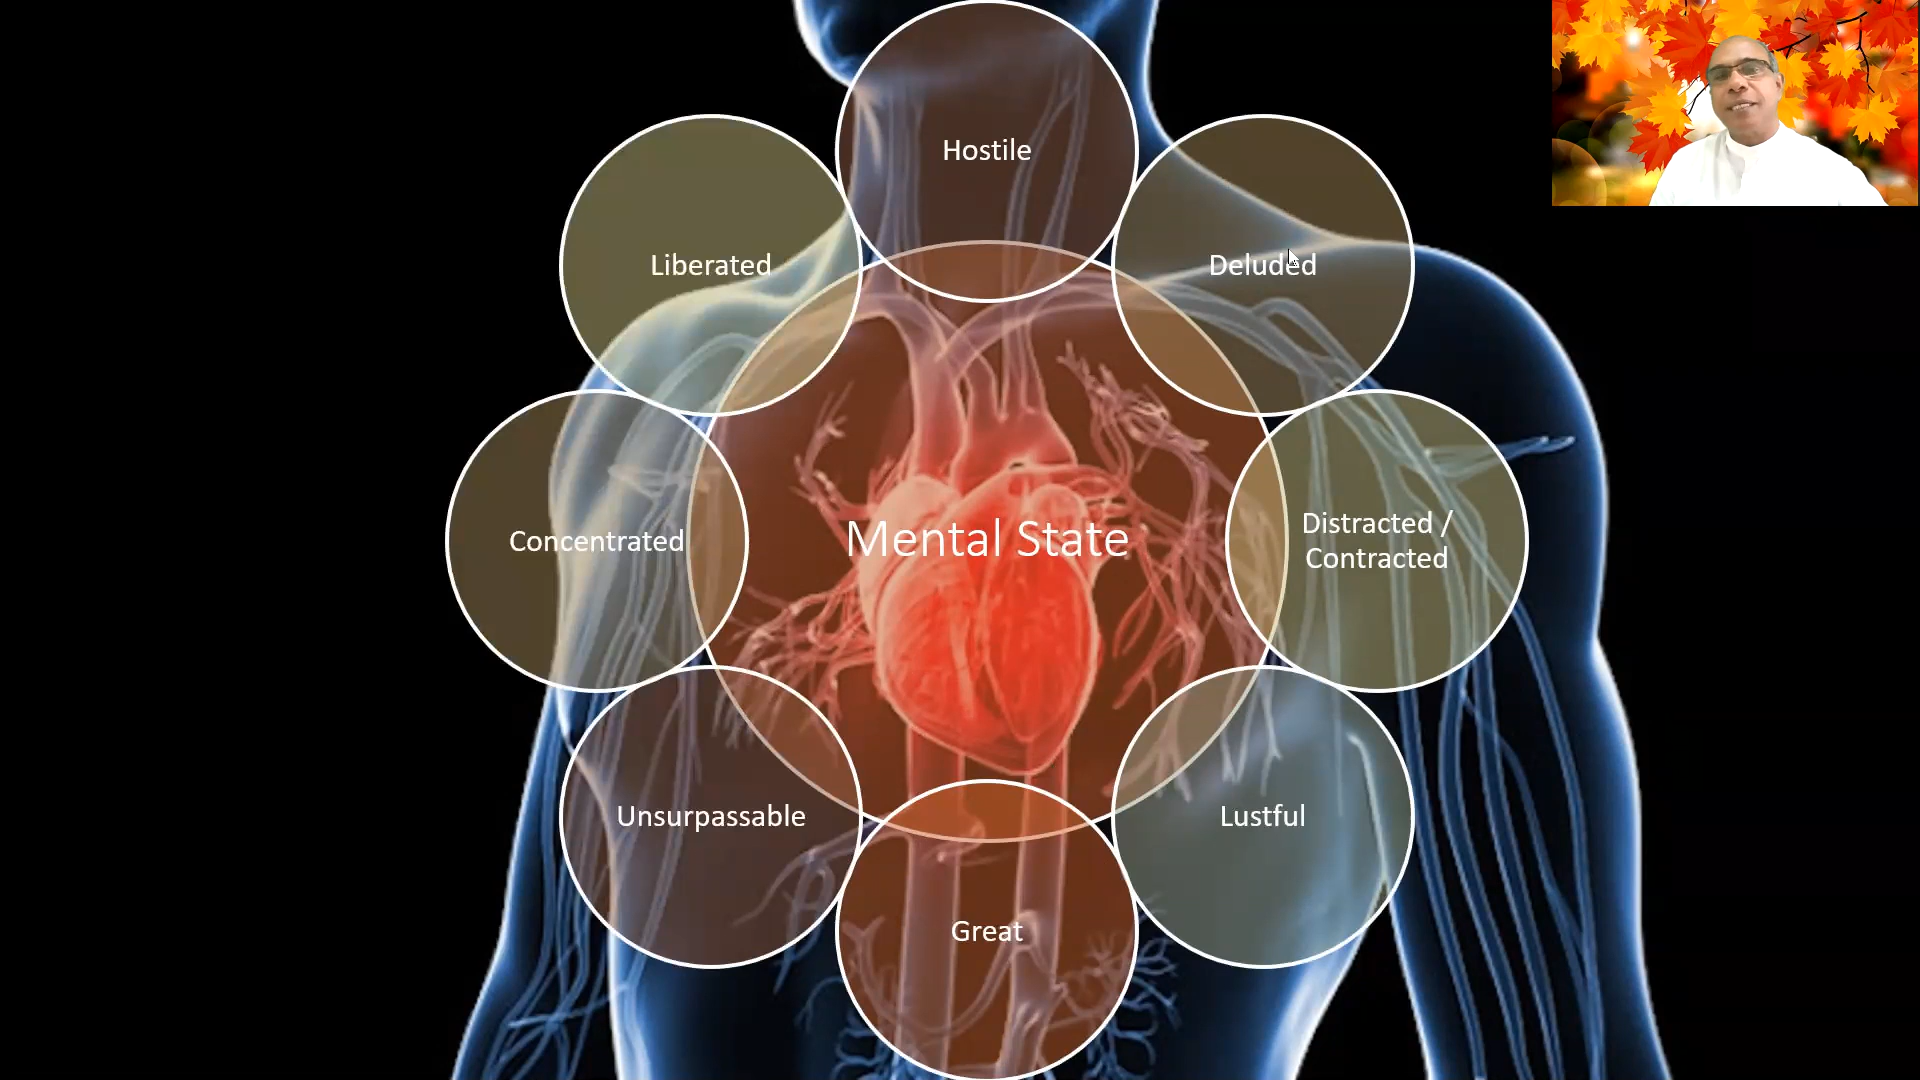 Hostile
Liberated
Deluded
Concentrated
Mental State
Distracted /
Contracted
Unsurpassable
Lustful
Great